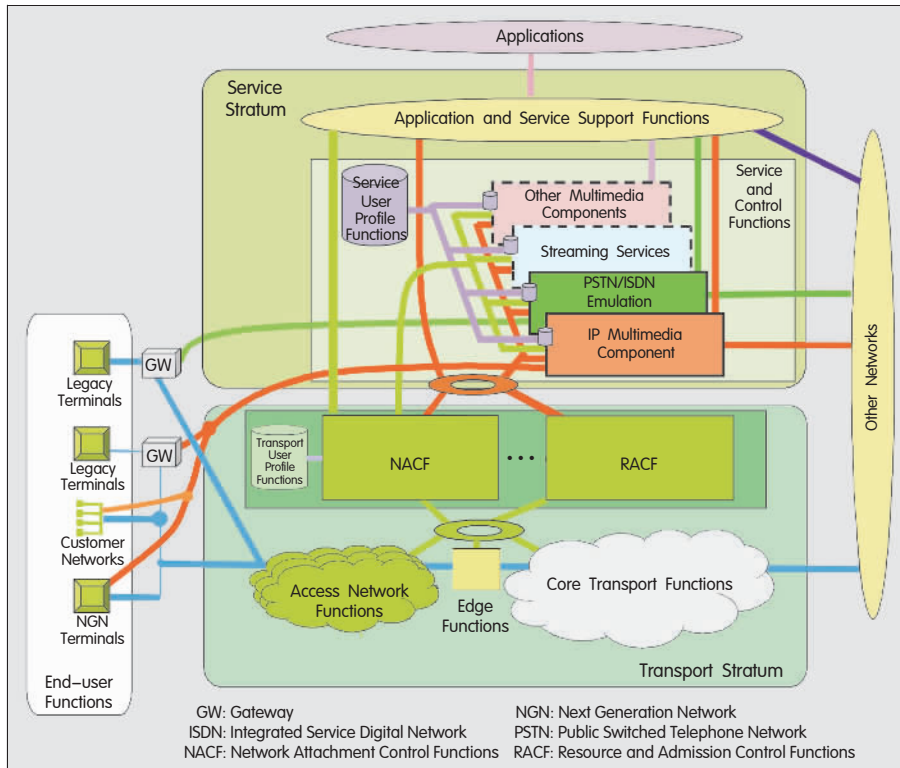 Applications
Service
Stratum
Application and Service Support Functions
Service
User
Profile
Functions
Other Multimedia
Components
Service
and
Control
Functions
Streaming Services
PSTN/ISDN
Emulation
IP Multimedia
Component
Other Networks
GW
Legacy
Terminals
GW
Legacy
Terminals
Customer
Networks
NGN
Terminals
End-user
Functions
Transport
User
Profile
Functions
NACF
...
RACF
Access Network
Functions
Edge
Functions
Core Transport Functions
Transport Stratum
GW: Gateway
NGN: Next Generation Network
ISDN: Integrated Service Digital Network
PSTN: Public Switched Telephone Network
NACF: Network Attachment Control Functions
RACF: Resource and Admission Control Functions